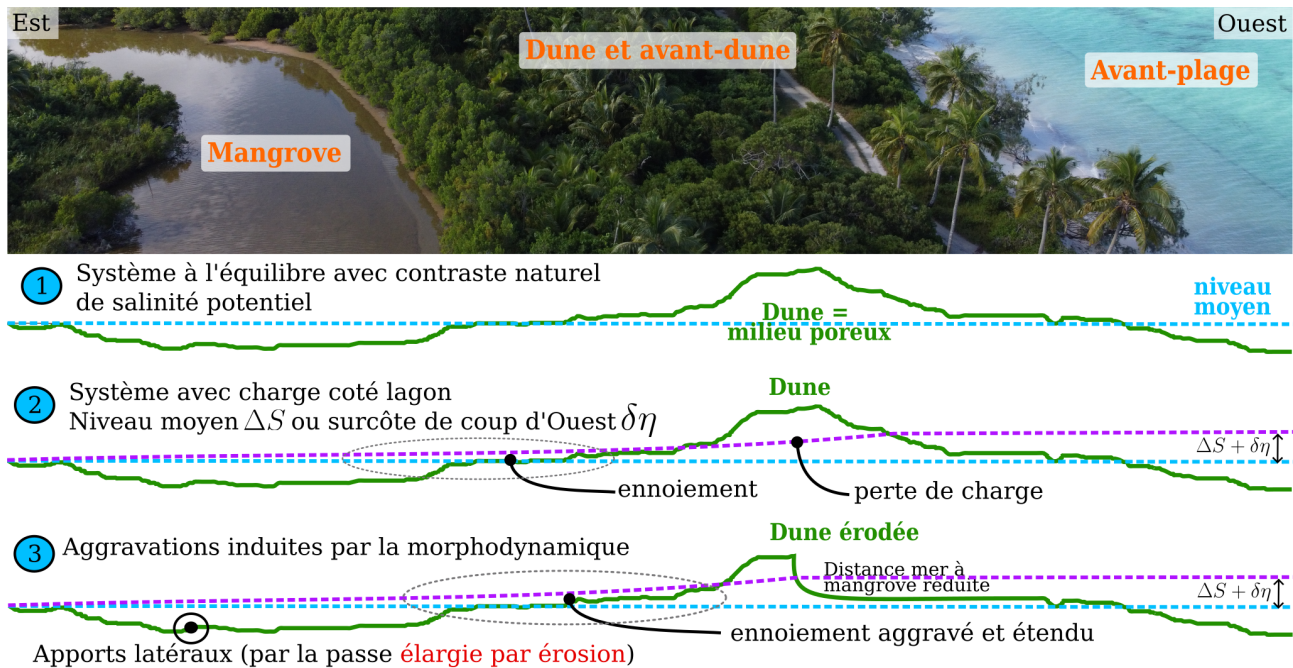 Est
Ouest
Dune et avant-dune
Avant-plage
Mangrove
1
Système à l'équilibre avec contraste naturel
de salinité potentiel
niveau
moyen
Dune =
milieu poreux
2
Système avec charge coté lagon
Niveau moyen ΔS ou surcôte de coup d'Ouest δη
Dune
ΔS + δη
ennoiement
perte de charge
3
Aggravations induites par la morphodynamique
Dune érodée
Distance mer à
mangrove réduite
ΔS + δη
ennoiement aggravé et étendu
Apports latéraux (par la passe élargie par érosion)